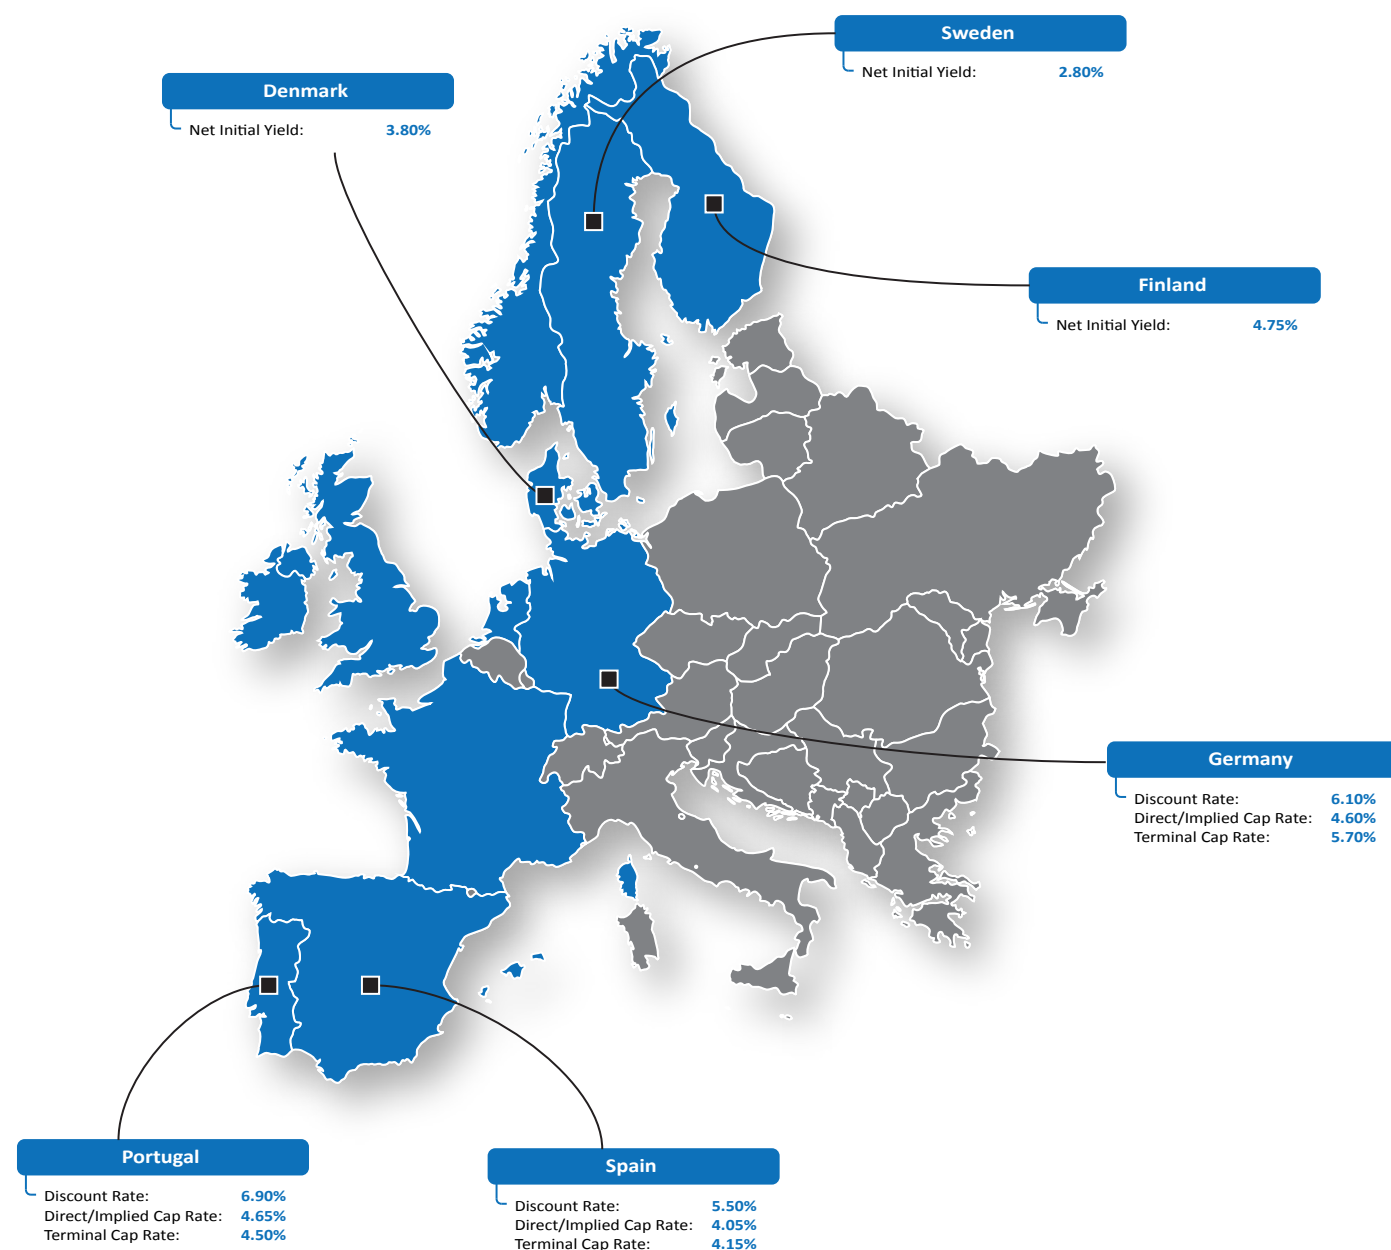 Sweden
Net Initial Yield: 2.80%
Denmark
Net Initial Yield: 3.80%
Finland
Net Initial Yield: 4.75%
Germany
Discount Rate: 6.10%
Direct/Implied Cap Rate: 4.60%
Terminal Cap Rate: 5.70%
Portugal
Discount Rate: 6.90%
Direct/Implied Cap Rate: 4.65%
Terminal Cap Rate: 4.50%
Spain
Discount Rate: 5.50%
Direct/Implied Cap Rate: 4.05%
Terminal Cap Rate: 4.15%